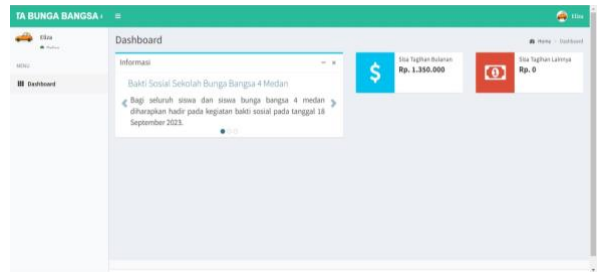 TA BUNGA BANGSA
Eliza
Eliza
MENU
Dashboard
Dashboard
Home
Dashboard
Informasi
Bakti Sosial Sekolah Bunga Bangsa 4 Medan
Bagi seluruh siswa dan siswa bunga bangsa 4 medan
diharapkan hadir pada kegiatan bakti sosial pada tanggal 18
September 2023.
Sisa Tagihan Bulanan
Rp. 1.350.000
Sisa Tagihan Lainnya
Rp. 0